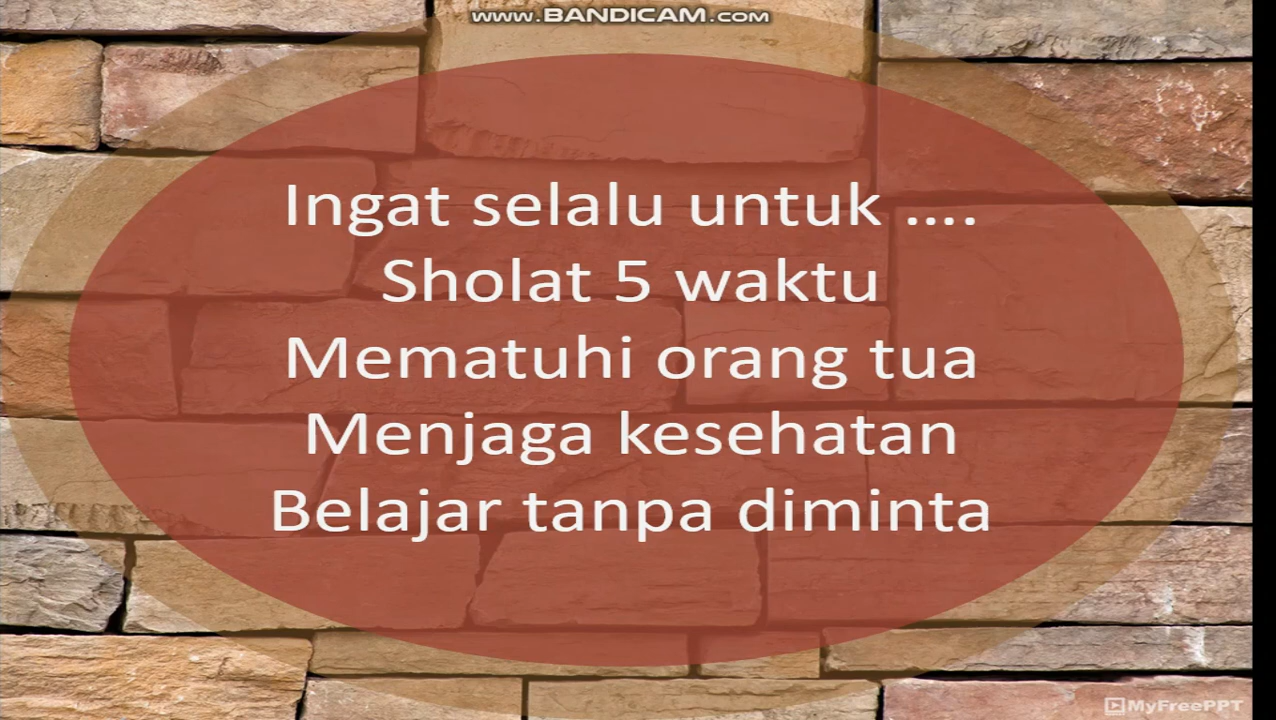 www.BANDICAM.com
Ingat selalu untuk ....
Sholat 5 waktu
Mematuhi orang tua
Menjaga kesehatan
Belajar tanpa diminta
MyFreePPT